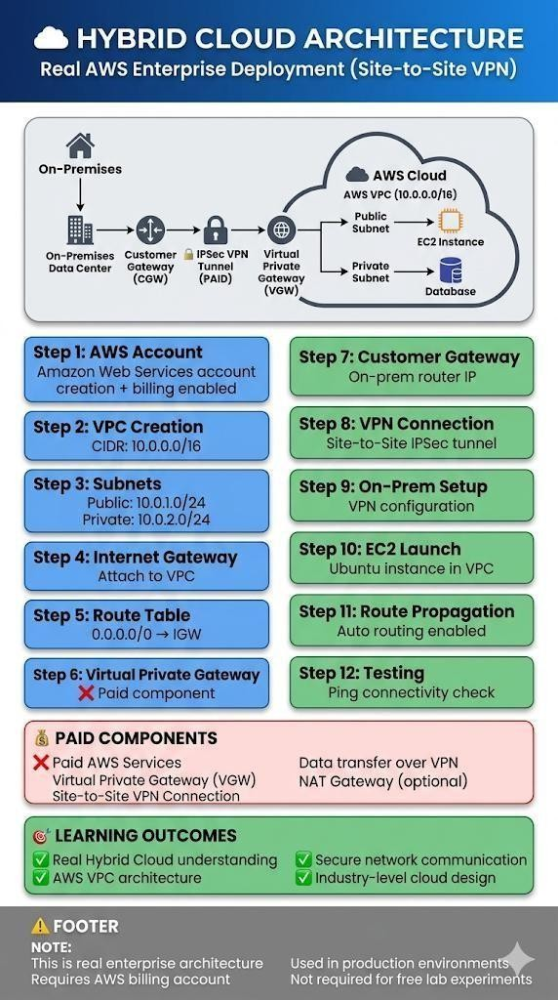 HYBRID CLOUD ARCHITECTURE
Real AWS Enterprise Deployment (Site-to-Site VPN)
On-Premises
On-Premises
Data Center
Customer
Gateway
(CGW)
🔒 IPSec VPN
Tunnel
(PAID)
Virtual
Private
Gateway
(VGW)
AWS Cloud
AWS VPC (10.0.0.0/16)
Public
Subnet
EC2 Instance
Private
Subnet
Database
Step 1: AWS Account
Amazon Web Services account
creation + billing enabled
Step 2: VPC Creation
CIDR: 10.0.0.0/16
Step 3: Subnets
Public: 10.0.1.0/24
Private: 10.0.2.0/24
Step 4: Internet Gateway
Attach to VPC
Step 5: Route Table
0.0.0.0/0 → IGW
Step 6: Virtual Private Gateway
❌ Paid component
Step 7: Customer Gateway
On-prem router IP
Step 8: VPN Connection
Site-to-Site IPSec tunnel
Step 9: On-Prem Setup
VPN configuration
Step 10: EC2 Launch
Ubuntu instance in VPC
Step 11: Route Propagation
Auto routing enabled
Step 12: Testing
Ping connectivity check
💰 PAID COMPONENTS
❌ Paid AWS Services
Virtual Private Gateway (VGW)
Site-to-Site VPN Connection
Data transfer over VPN
NAT Gateway (optional)
🎯 LEARNING OUTCOMES
✅ Real Hybrid Cloud understanding
✅ AWS VPC architecture
✅ Secure network communication
✅ Industry-level cloud design
⚠️ FOOTER
NOTE:
This is real enterprise architecture
Requires AWS billing account
Used in production environments
Not required for free lab experiments